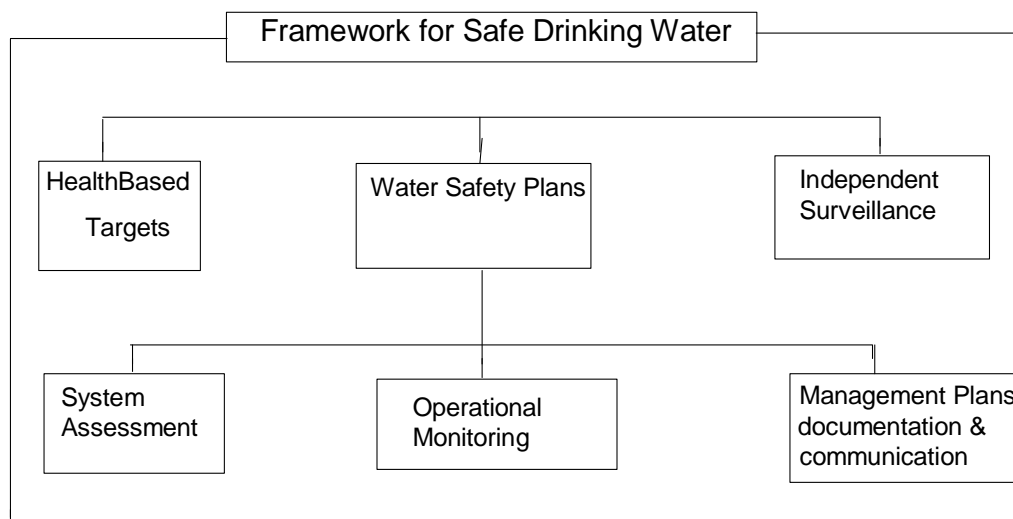 Framework for Safe Drinking Water
HealthBased
Targets
Water Safety Plans
Independent
Surveillance
System
Assessment
Operational
Monitoring
Management Plans
documentation &
communication